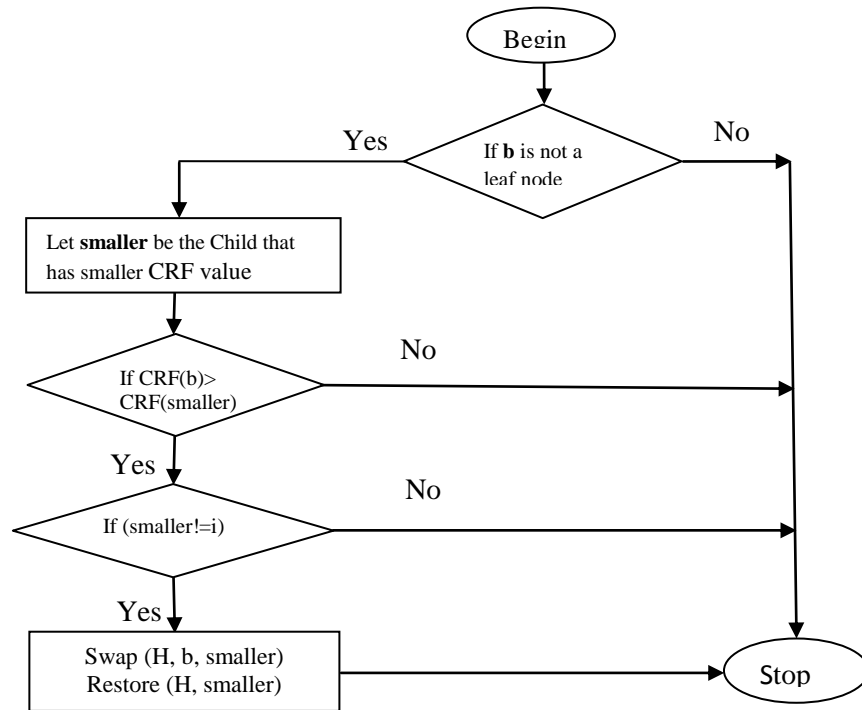 Begin
Yes
No
If b is not a
leaf node
Let smaller be the Child that
has smaller CRF value
No
If CRF(b)>
CRF(smaller)
Yes
No
If (smaller!=i)
Yes
Swap (H, b, smaller)
Restore (H, smaller)
Stop